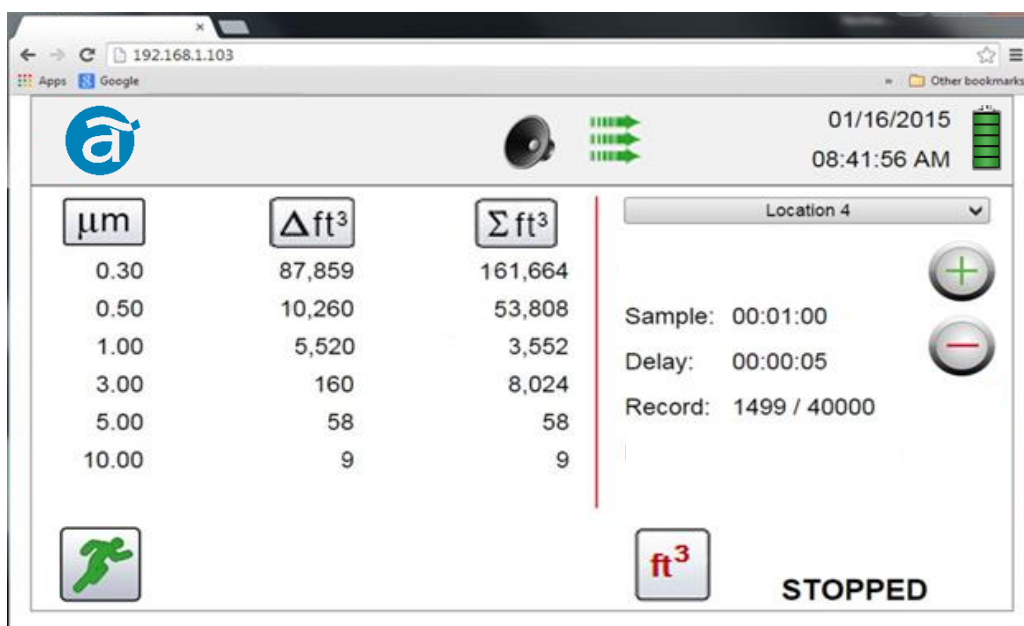 192.168.1.103
Apps Google » Other bookmarks
01/16/2015
08:41:56 AM
µm Δft³ Σft³
0.30 87,859 161,664
0.50 10,260 53,808
1.00 5,520 3,552
3.00 160 8,024
5.00 58 58
10.00 9 9
Location 4
Sample: 00:01:00
Delay: 00:00:05
Record: 1499 / 40000
ft³
STOPPED